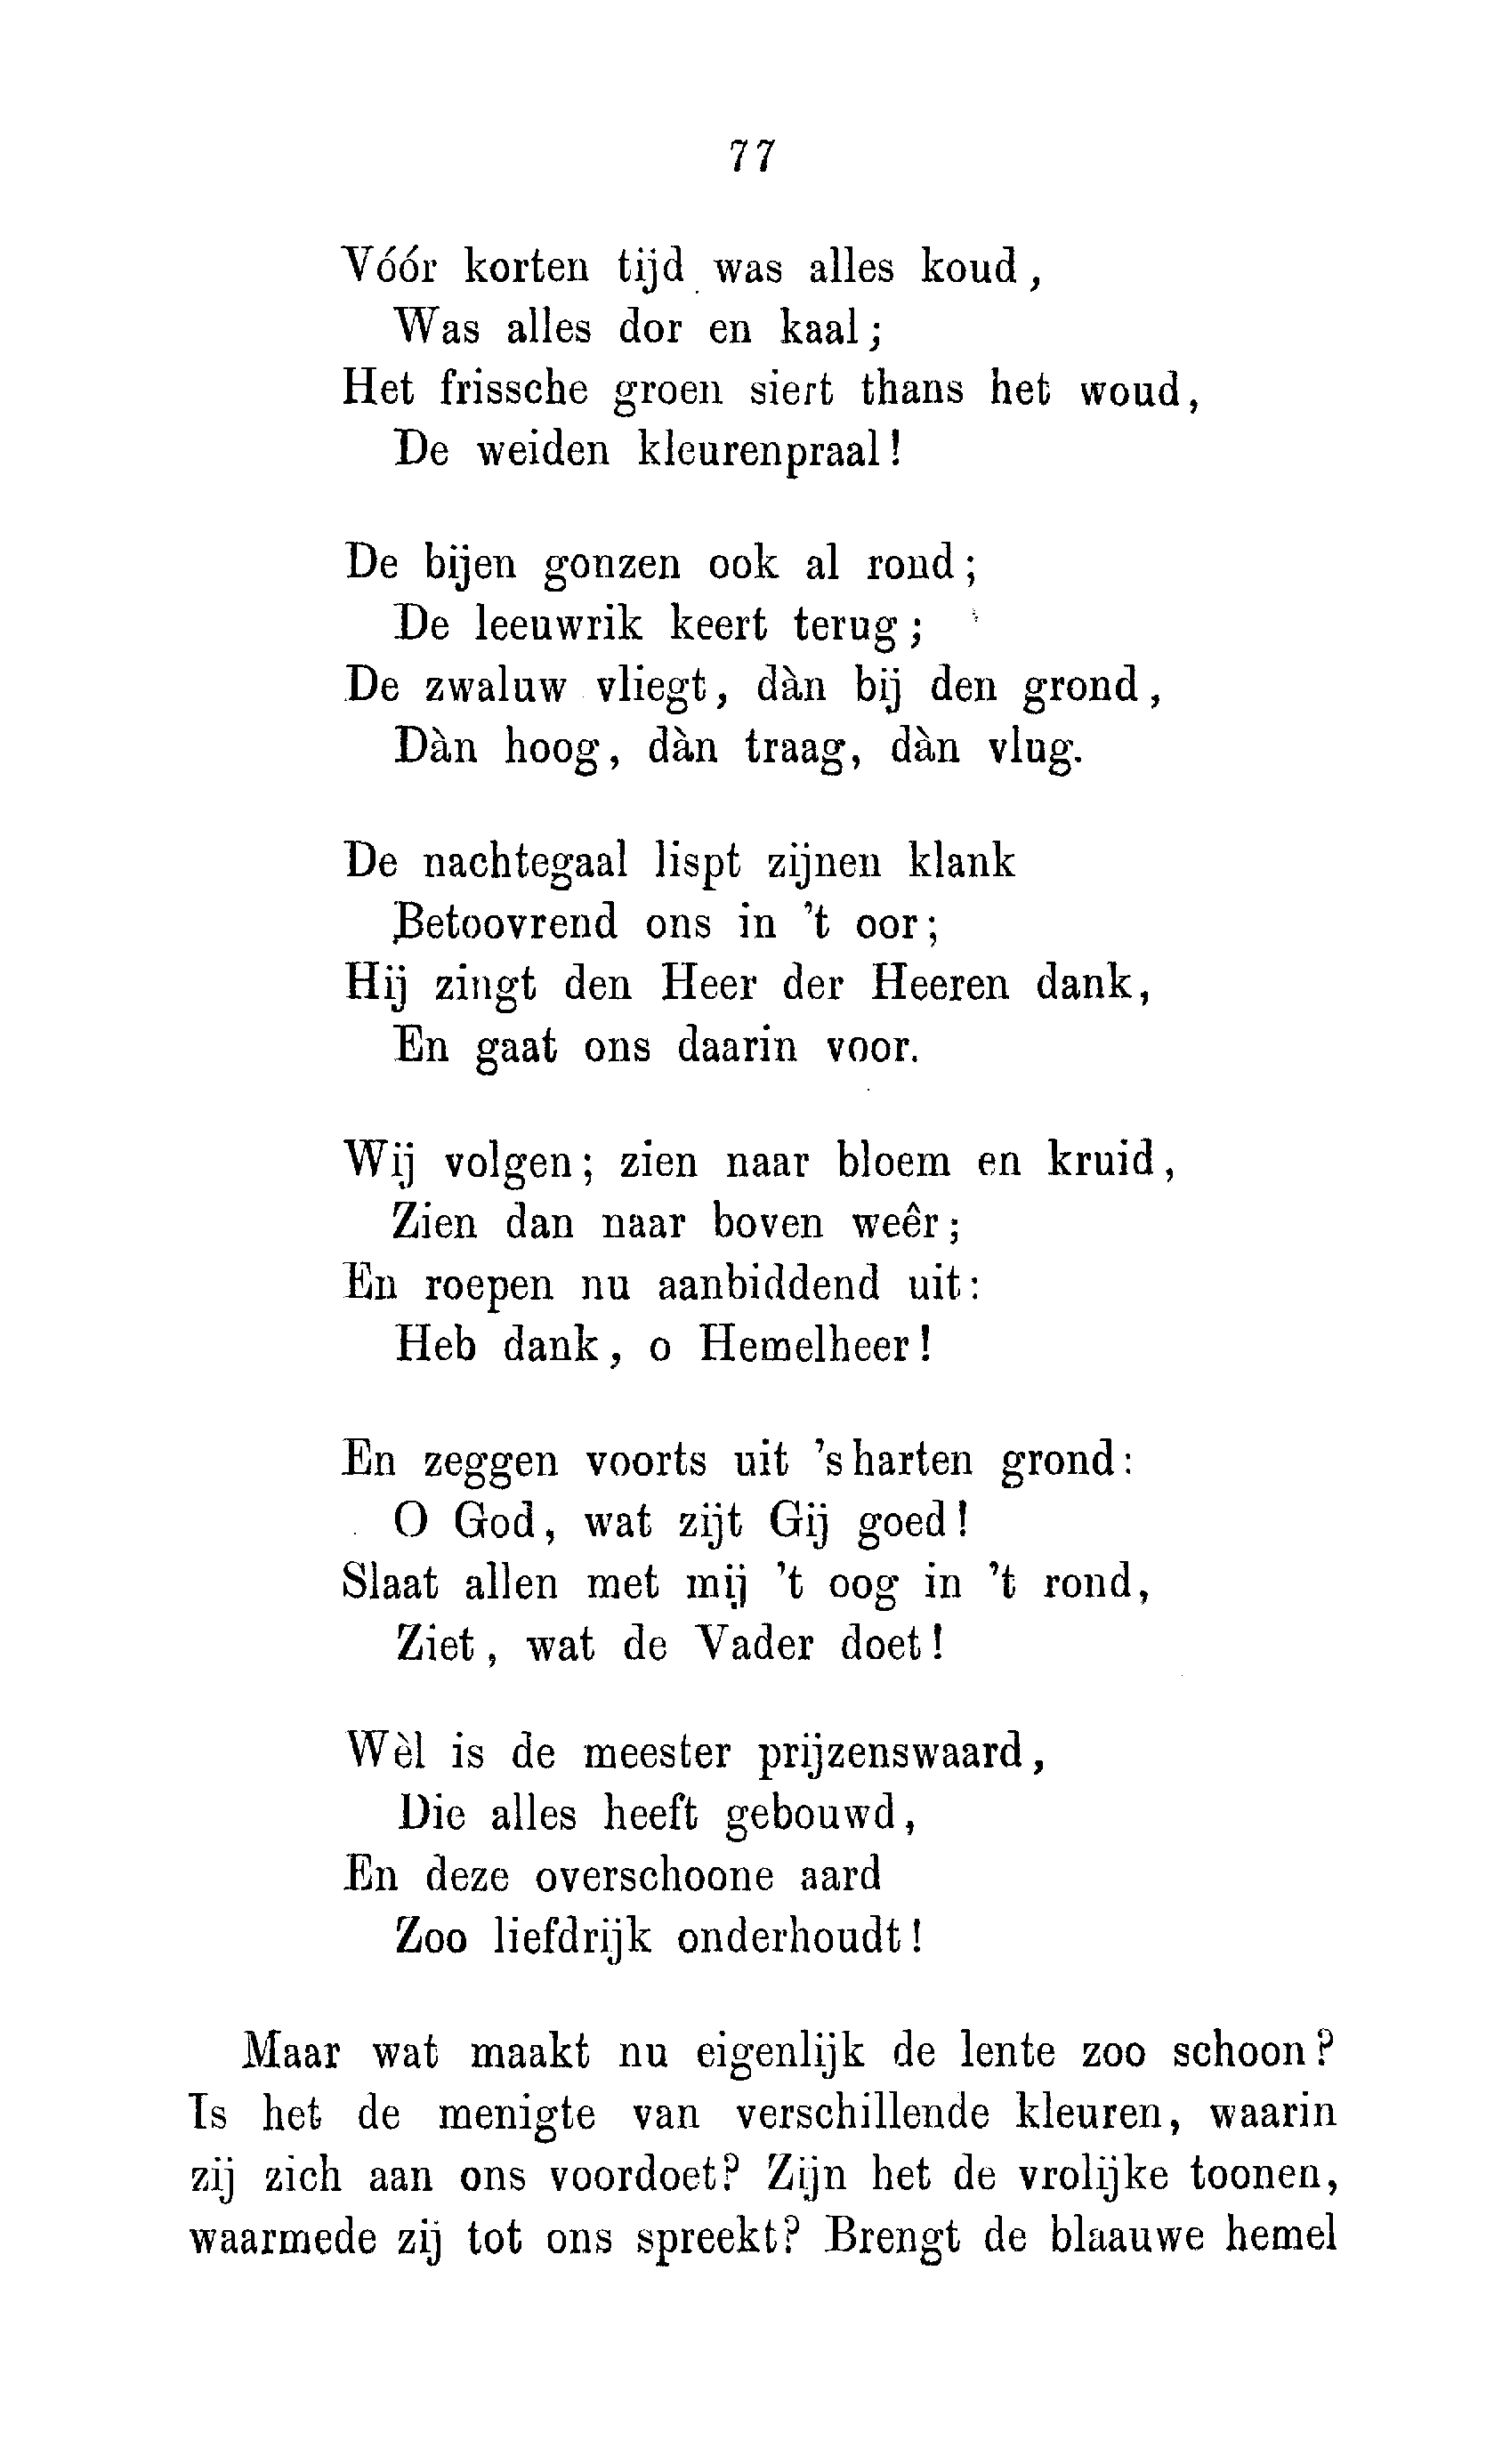 77
Vóór korten tijd was alles koud,
Was alles dor en kaal;
Het frissche groen siert thans het woud,
De weiden kleurenpraal!
De bijen gonzen ook al rond;
De leeuwrik keert terug;
De zwaluw vliegt, dàn bij den grond,
Dàn hoog, dàn traag, dàn vlug.
De nachtegaal lispt zijnen klank
Betoovrend ons in 't oor;
Hij zingt den Heer der Heeren dank,
En gaat ons daarin voor.
Wij volgen; zien naar bloem en kruid,
Zien dan naar boven weêr;
En roepen nu aanbiddend uit:
Heb dank, o Hemelheer!
En zeggen voorts uit 's harten grond:
O God, wat zijt Gij goed!
Slaat allen met mij 't oog in 't rond,
Ziet, wat de Vader doet!
Wèl is de meester prijzenswaard,
Die alles heeft gebouwd,
En deze overschoone aard
Zoo liefdrijk onderhoudt!
Maar wat maakt nu eigenlijk de lente zoo schoon?
Is het de menigte van verschillende kleuren, waarin
zij zich aan ons voordoet? Zijn het de vrolijke toonen,
waarmede zij tot ons spreekt? Brengt de blaauwe hemel